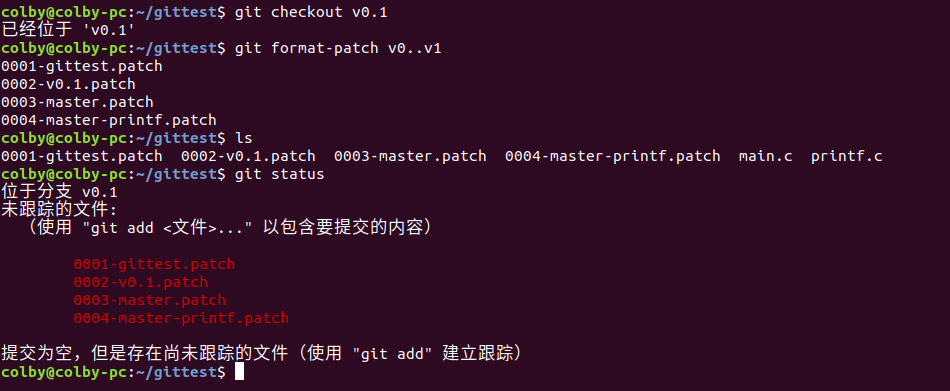 colby@colby-pc:~/gittest$ git checkout v0.1
已经位于 'v0.1'
colby@colby-pc:~/gittest$ git format-patch v0..v1
0001-gittest.patch
0002-v0.1.patch
0003-master.patch
0004-master-printf.patch
colby@colby-pc:~/gittest$ ls
0001-gittest.patch  0002-v0.1.patch  0003-master.patch  0004-master-printf.patch  main.c  printf.c
colby@colby-pc:~/gittest$ git status
位于分支 v0.1
未跟踪的文件:
  （使用 "git add <文件>..." 以包含要提交的内容）
        0001-gittest.patch
        0002-v0.1.patch
        0003-master.patch
        0004-master-printf.patch
提交为空，但是存在尚未跟踪的文件（使用 "git add" 建立跟踪）
colby@colby-pc:~/gittest$